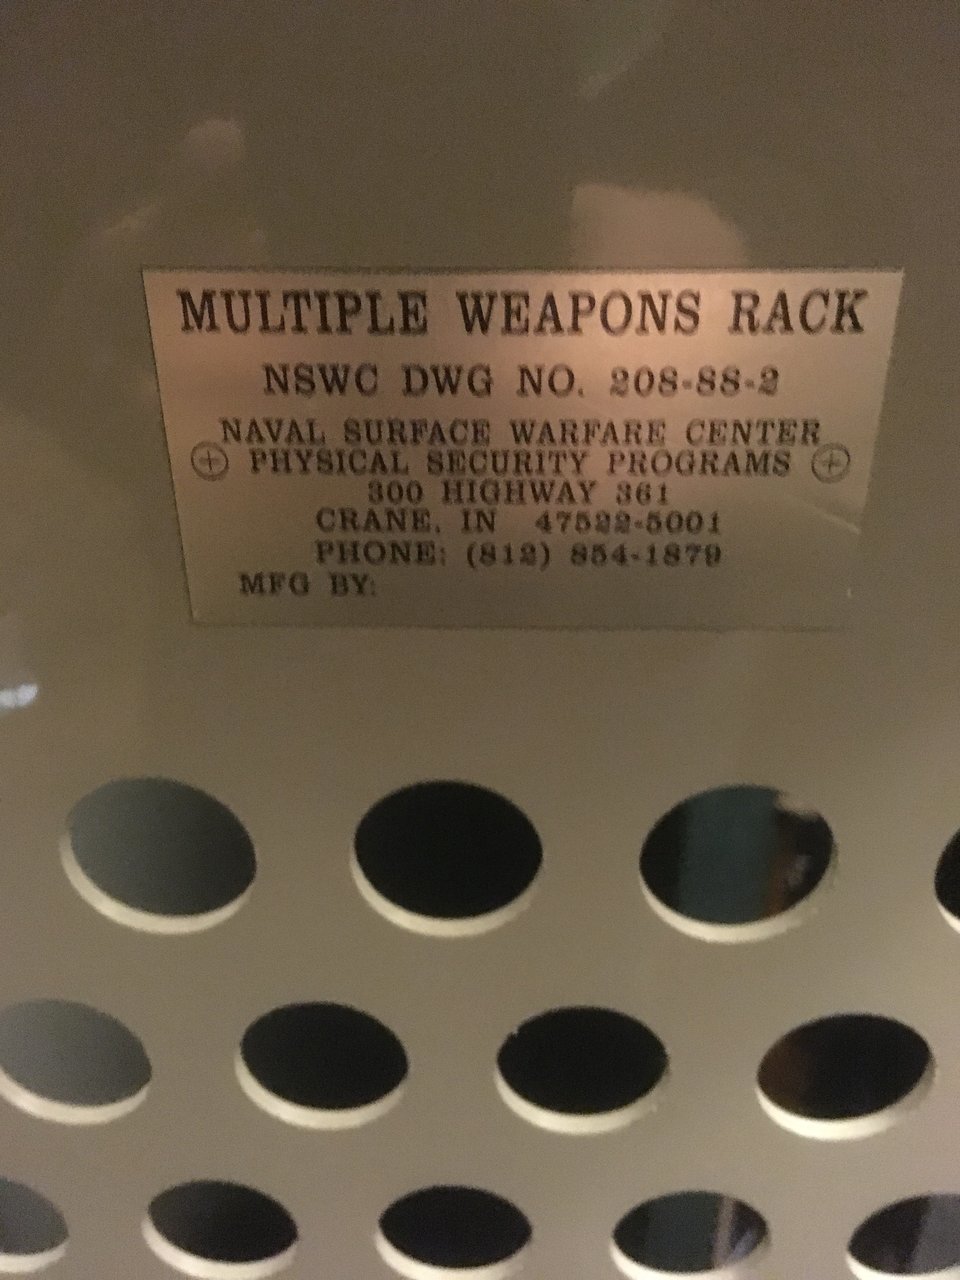 MULTIPLE WEAPONS RACK
NSWC DWG NO. 208-88-2
NAVAL SURFACE WARFARE CENTER
PHYSICAL SECURITY PROGRAMS
300 HIGHWAY 361
CRANE, IN 47522-5001
PHONE: (812) 854-1879
MFG BY: